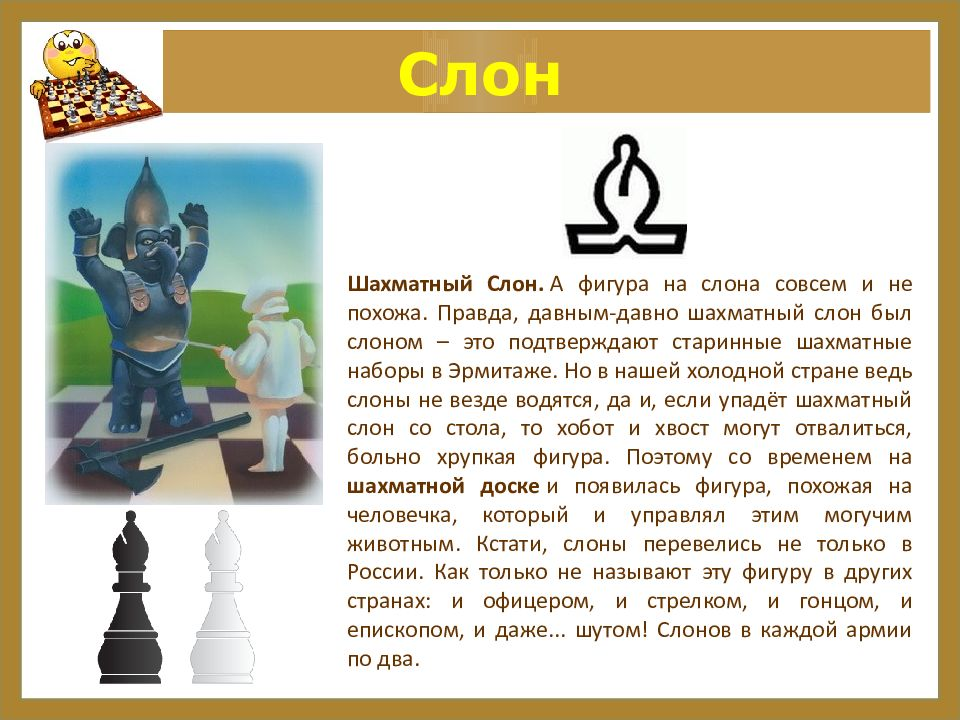 Слон
Шахматный Слон. А фигура на слона совсем и не
похожа. Правда, давным-давно шахматный слон был
слоном – это подтверждают старинные шахматные
наборы в Эрмитаже. Но в нашей холодной стране ведь
слоны не везде водятся, да и, если упадёт шахматный
слон со стола, то хобот и хвост могут отвалиться,
больно хрупкая фигура. Поэтому со временем на
шахматной доске и появилась фигура, похожая на
человечка, который и управлял этим могучим
животным. Кстати, слоны перевелись не только в
России. Как только не называют эту фигуру в других
странах: и офицером, и стрелком, и гонцом, и
епископом, и даже... шутом! Слонов в каждой армии
по два.